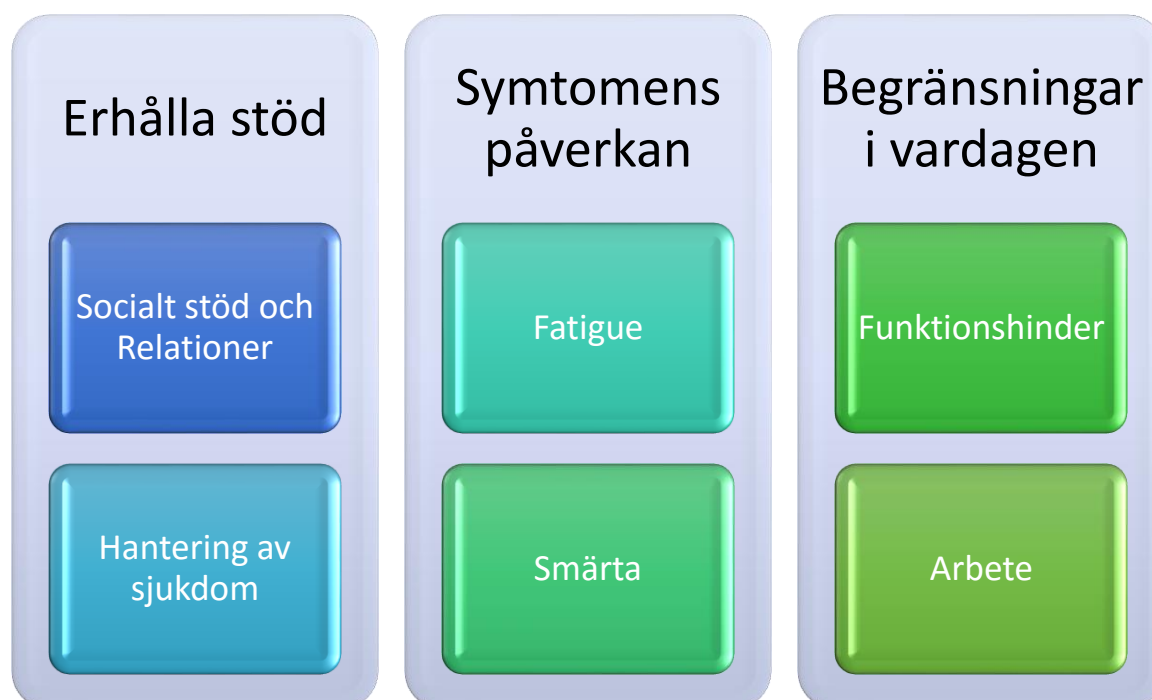 Erhålla stöd
Socialt stöd och
Relationer
Hantering av
sjukdom
Symtomens
påverkan
Fatigue
Smärta
Begränsningar
i vardagen
Funktionshinder
Arbete